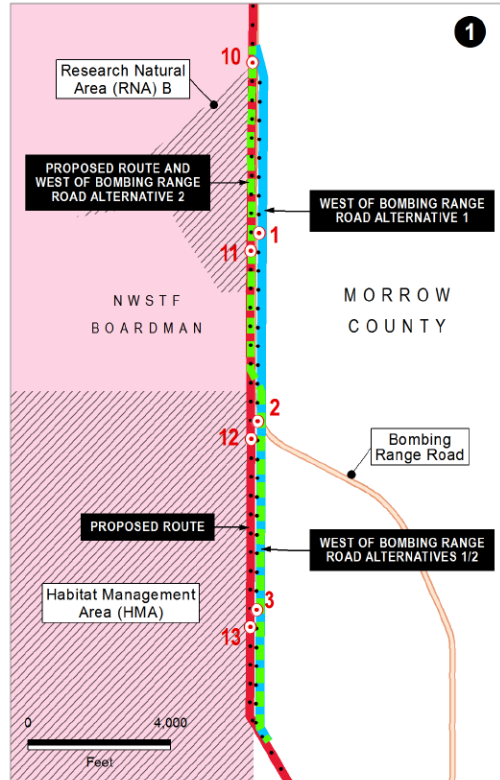 1
10
Research Natural
Area (RNA) B
PROPOSED ROUTE AND
WEST OF BOMBING RANGE
ROAD ALTERNATIVE 2
WEST OF BOMBING RANGE
ROAD ALTERNATIVE 1
1
11
NWSTF
BOARDMAN
MORROW
COUNTY
2
12
Bombing
Range Road
PROPOSED ROUTE
WEST OF BOMBING RANGE
ROAD ALTERNATIVES 1/2
Habitat Management
Area (HMA)
3
13
0 4,000
Feet